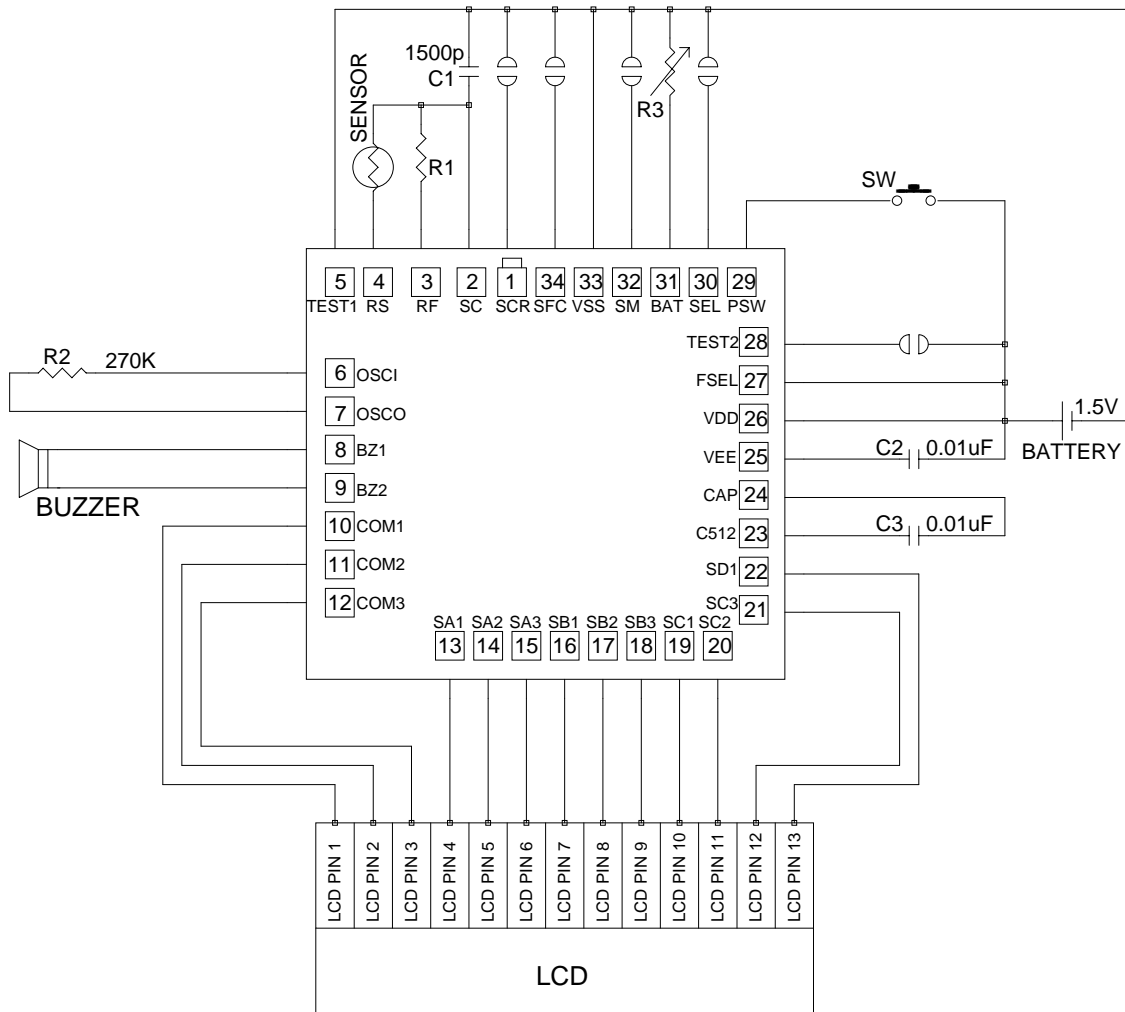 1500p
C1
SENSOR
R1
R3
SW
5 4 3 2 1 34 33 32 31 30 29
TEST1 RS RF SC SCR SFC VSS SM BAT SEL PSW
R2 270K
6 OSCI
7 OSCO
8 BZ1
9 BZ2
10 COM1
11 COM2
12 COM3
BUZZER
TEST2 28
FSEL 27
VDD 26
VEE 25
CAP 24
C512 23
SD1 22
SC3 21
1.5V
BATTERY
C2 0.01uF
C3 0.01uF
SA1 SA2 SA3 SB1 SB2 SB3 SC1 SC2
13 14 15 16 17 18 19 20
LCD PIN 1
LCD PIN 2
LCD PIN 3
LCD PIN 4
LCD PIN 5
LCD PIN 6
LCD PIN 7
LCD PIN 8
LCD PIN 9
LCD PIN 10
LCD PIN 11
LCD PIN 12
LCD PIN 13
LCD